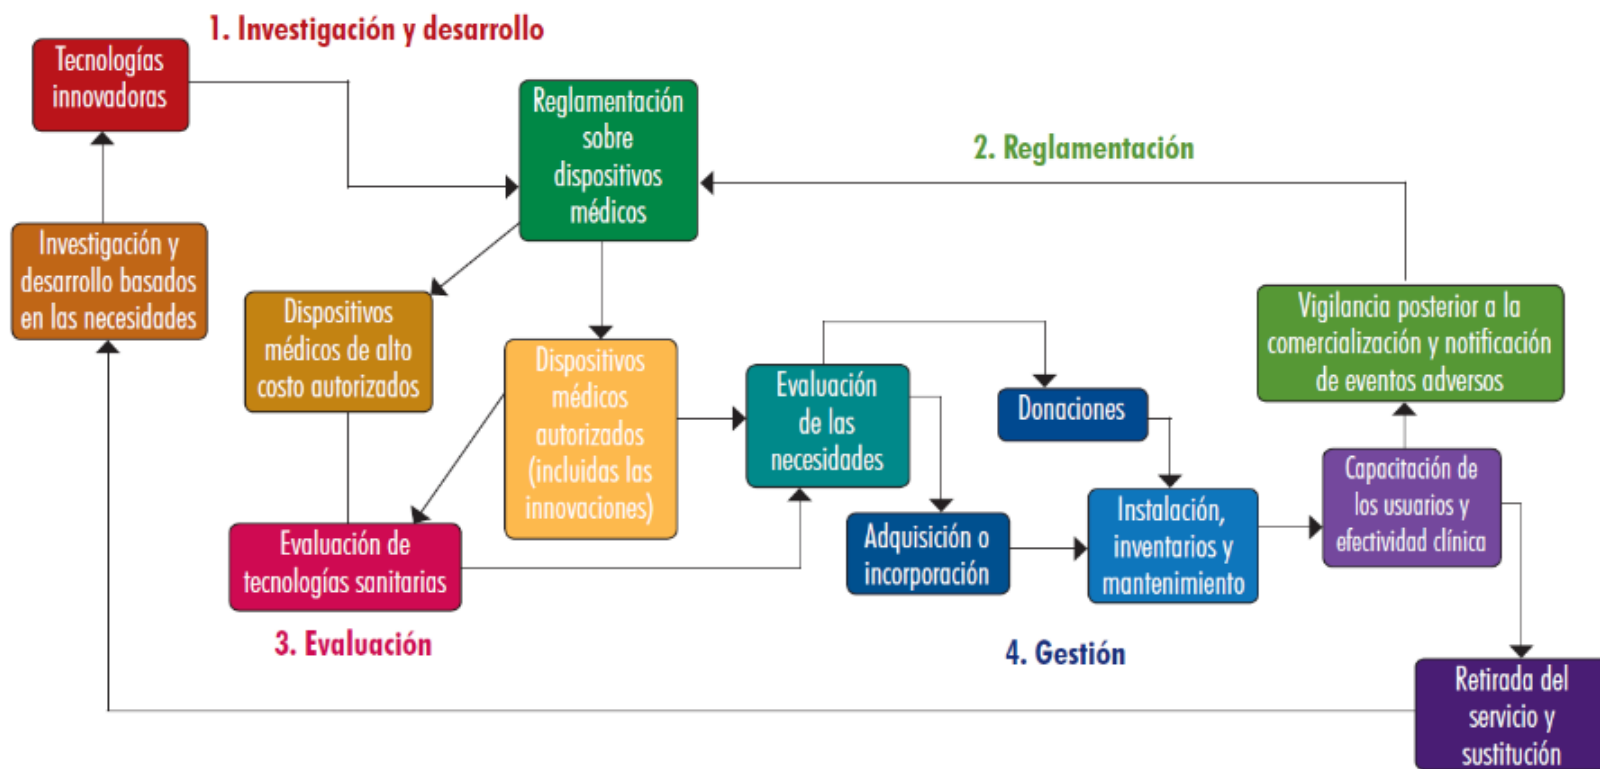 1. Investigación y desarrollo
Tecnologías
innovadoras
Reglamentación
sobre
dispositivos
médicos
2. Reglamentación
Investigación y
desarrollo basados
en las necesidades
Dispositivos
médicos de alto
costo autorizados
Dispositivos
médicos
autorizados
(incluidas las
innovaciones)
Evaluación
de las
necesidades
Donaciones
Vigilancia posterior a la
comercialización y notificación
de eventos adversos
Evaluación de
tecnologías sanitarias
Adquisición o
incorporación
Instalación,
inventarios y
mantenimiento
Capacitación de
los usuarios y
efectividad clínica
3. Evaluación
4. Gestión
Retirada del
servicio y
sustitución